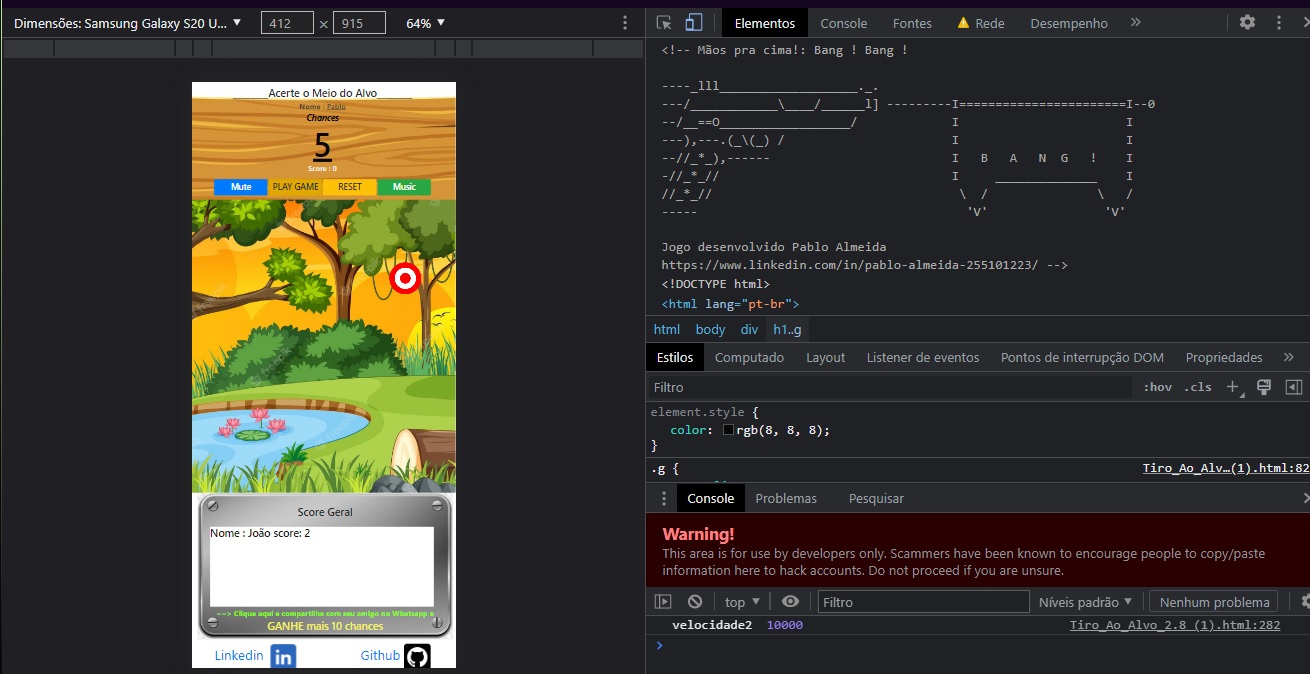 Dimensões: Samsung Galaxy S20 U... ▼ 412 × 915 64% ▼
Acerte o Meio do Alvo
Nome : Pablo
Chances
5
Score : 0
Mute PLAY GAME RESET Music
Score Geral
Nome : João score: 2
--> Clique aqui e compartilhe com seu amigo no Whatsapp e
GANHE mais 10 chances
Linkedin in Github
Elementos Console Fontes Rede Desempenho »
<!-- Mãos pra cima!: Bang ! Bang !
----_lll___________________._.
---/____________\____/______l] ---------I=======================I--0
--/__==O__________________/ I I
---),---.(_\(_) / I I
--//_*_),------ I B A N G ! I
-//_*_// I ______________ I
//_*_// \ / \ /
----- 'V' 'V'
Jogo desenvolvido Pablo Almeida
https://www.linkedin.com/in/pablo-almeida-255101223/ -->
<!DOCTYPE html>
<html lang="pt-br">
html body div h1..g
Estilos Computado Layout Listener de eventos Pontos de interrupção DOM Propriedades »
Filtro :hov .cls +
element.style {
color: rgb(8, 8, 8);
}
.g { Tiro_Ao_Alv…(1).html:82
Console Problemas Pesquisar
Warning!
This area is for use by developers only. Scammers have been known to encourage people to copy/paste
information here to hack accounts. Do not proceed if you are unsure.
top ▼ Filtro Níveis padrão ▼ Nenhum problema
velocidade2 10000 Tiro_Ao_Alvo_2.8 (1).html:282